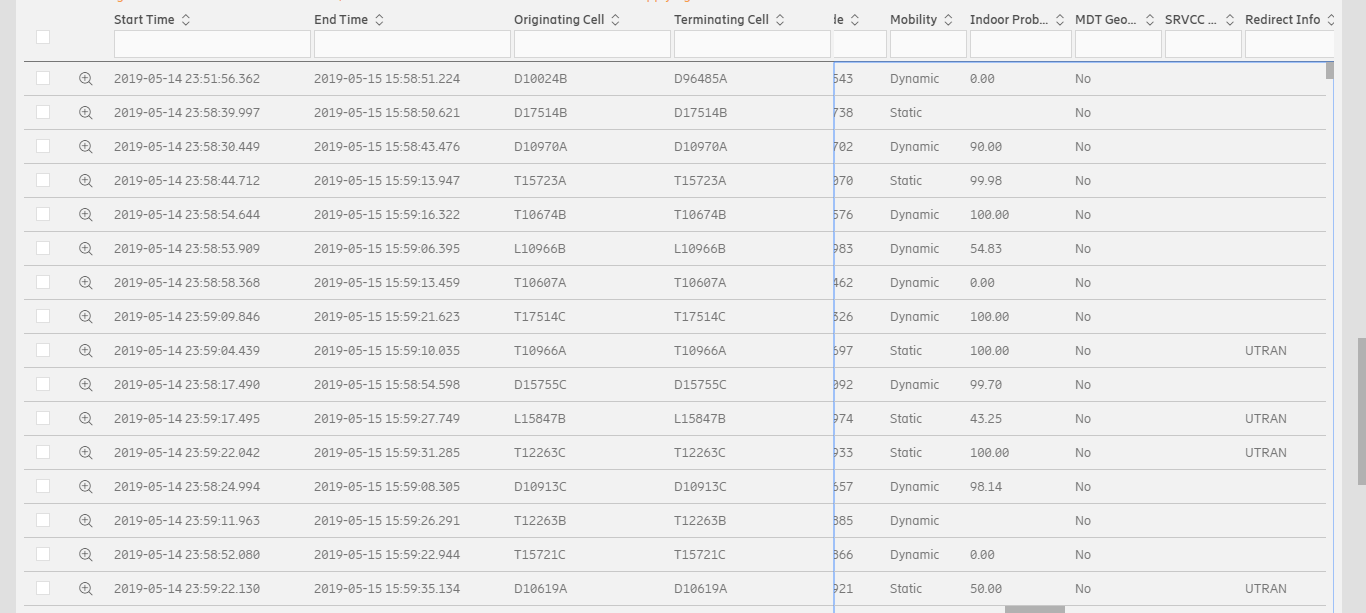 Start Time End Time Originating Cell Terminating Cell de Mobility Indoor Prob... MDT Geo... SRVCC ... Redirect Info
2019-05-14 23:51:56.362 2019-05-15 15:58:51.224 D10024B D96485A 543 Dynamic 0.00 No
2019-05-14 23:58:39.997 2019-05-15 15:58:50.621 D17514B D17514B 738 Static No
2019-05-14 23:58:30.449 2019-05-15 15:58:43.476 D10970A D10970A 702 Dynamic 90.00 No
2019-05-14 23:58:44.712 2019-05-15 15:59:13.947 T15723A T15723A 070 Static 99.98 No
2019-05-14 23:58:54.644 2019-05-15 15:59:16.322 T10674B T10674B 576 Dynamic 100.00 No
2019-05-14 23:58:53.909 2019-05-15 15:59:06.395 L10966B L10966B 983 Dynamic 54.83 No
2019-05-14 23:58:58.368 2019-05-15 15:59:13.459 T10607A T10607A 462 Dynamic 0.00 No
2019-05-14 23:59:09.846 2019-05-15 15:59:21.623 T17514C T17514C 326 Dynamic 100.00 No
2019-05-14 23:59:04.439 2019-05-15 15:59:10.035 T10966A T10966A 697 Static 100.00 No UTRAN
2019-05-14 23:58:17.490 2019-05-15 15:58:54.598 D15755C D15755C 092 Dynamic 99.70 No
2019-05-14 23:59:17.495 2019-05-15 15:59:27.749 L15847B L15847B 974 Static 43.25 No UTRAN
2019-05-14 23:59:22.042 2019-05-15 15:59:31.285 T12263C T12263C 933 Static 100.00 No UTRAN
2019-05-14 23:58:24.994 2019-05-15 15:59:08.305 D10913C D10913C 657 Dynamic 98.14 No
2019-05-14 23:59:11.963 2019-05-15 15:59:26.291 T12263B T12263B 885 Dynamic No
2019-05-14 23:58:52.080 2019-05-15 15:59:22.944 T15721C T15721C 866 Dynamic 0.00 No
2019-05-14 23:59:22.130 2019-05-15 15:59:35.134 D10619A D10619A 921 Static 50.00 No UTRAN